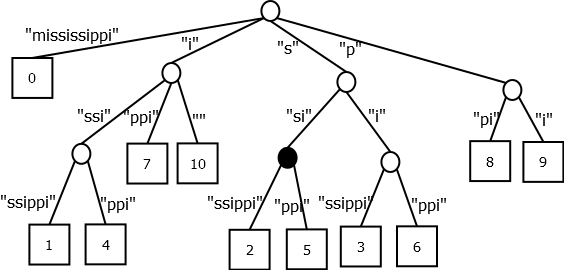 "mississippi" "i" "s" "p"
0
"ssi" "ppi" "" "si" "i" "pi" "i"
7 10 8 9
"ssippi" "ppi" "ssippi" "ppi" "ssippi" "ppi"
1 4 2 5 3 6